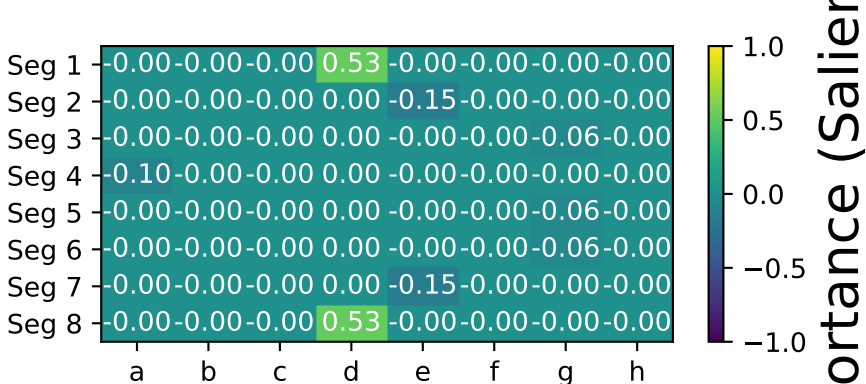 Seg 1 -0.00 -0.00 -0.00 0.53 -0.00 -0.00 -0.00 -0.00
Seg 2 -0.00 -0.00 -0.00 0.00 -0.15 -0.00 -0.00 -0.00
Seg 3 -0.00 -0.00 -0.00 0.00 -0.00 -0.00 -0.06 -0.00
Seg 4 -0.10 -0.00 -0.00 0.00 -0.00 -0.00 -0.00 -0.00
Seg 5 -0.00 -0.00 -0.00 0.00 -0.00 -0.00 -0.06 -0.00
Seg 6 -0.00 -0.00 -0.00 0.00 -0.00 -0.00 -0.06 -0.00
Seg 7 -0.00 -0.00 -0.00 0.00 -0.15 -0.00 -0.00 -0.00
Seg 8 -0.00 -0.00 -0.00 0.53 -0.00 -0.00 -0.00 -0.00
a b c d e f g h
1.0
0.5
0.0
−0.5
−1.0
ortance (Salien